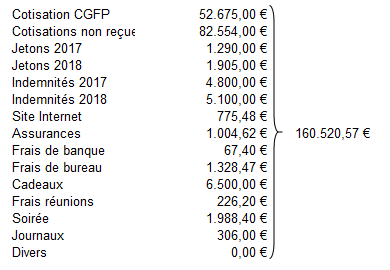 Cotisation CGFP 52.675,00 €
Cotisations non reçue 82.554,00 €
Jetons 2017 1.290,00 €
Jetons 2018 1.905,00 €
Indemnités 2017 4.800,00 €
Indemnités 2018 5.100,00 €
Site Internet 775,48 €
Assurances 1.004,62 € 160.520,57 €
Frais de banque 67,40 €
Frais de bureau 1.328,47 €
Cadeaux 6.500,00 €
Frais réunions 226,20 €
Soirée 1.988,40 €
Journaux 306,00 €
Divers 0,00 €